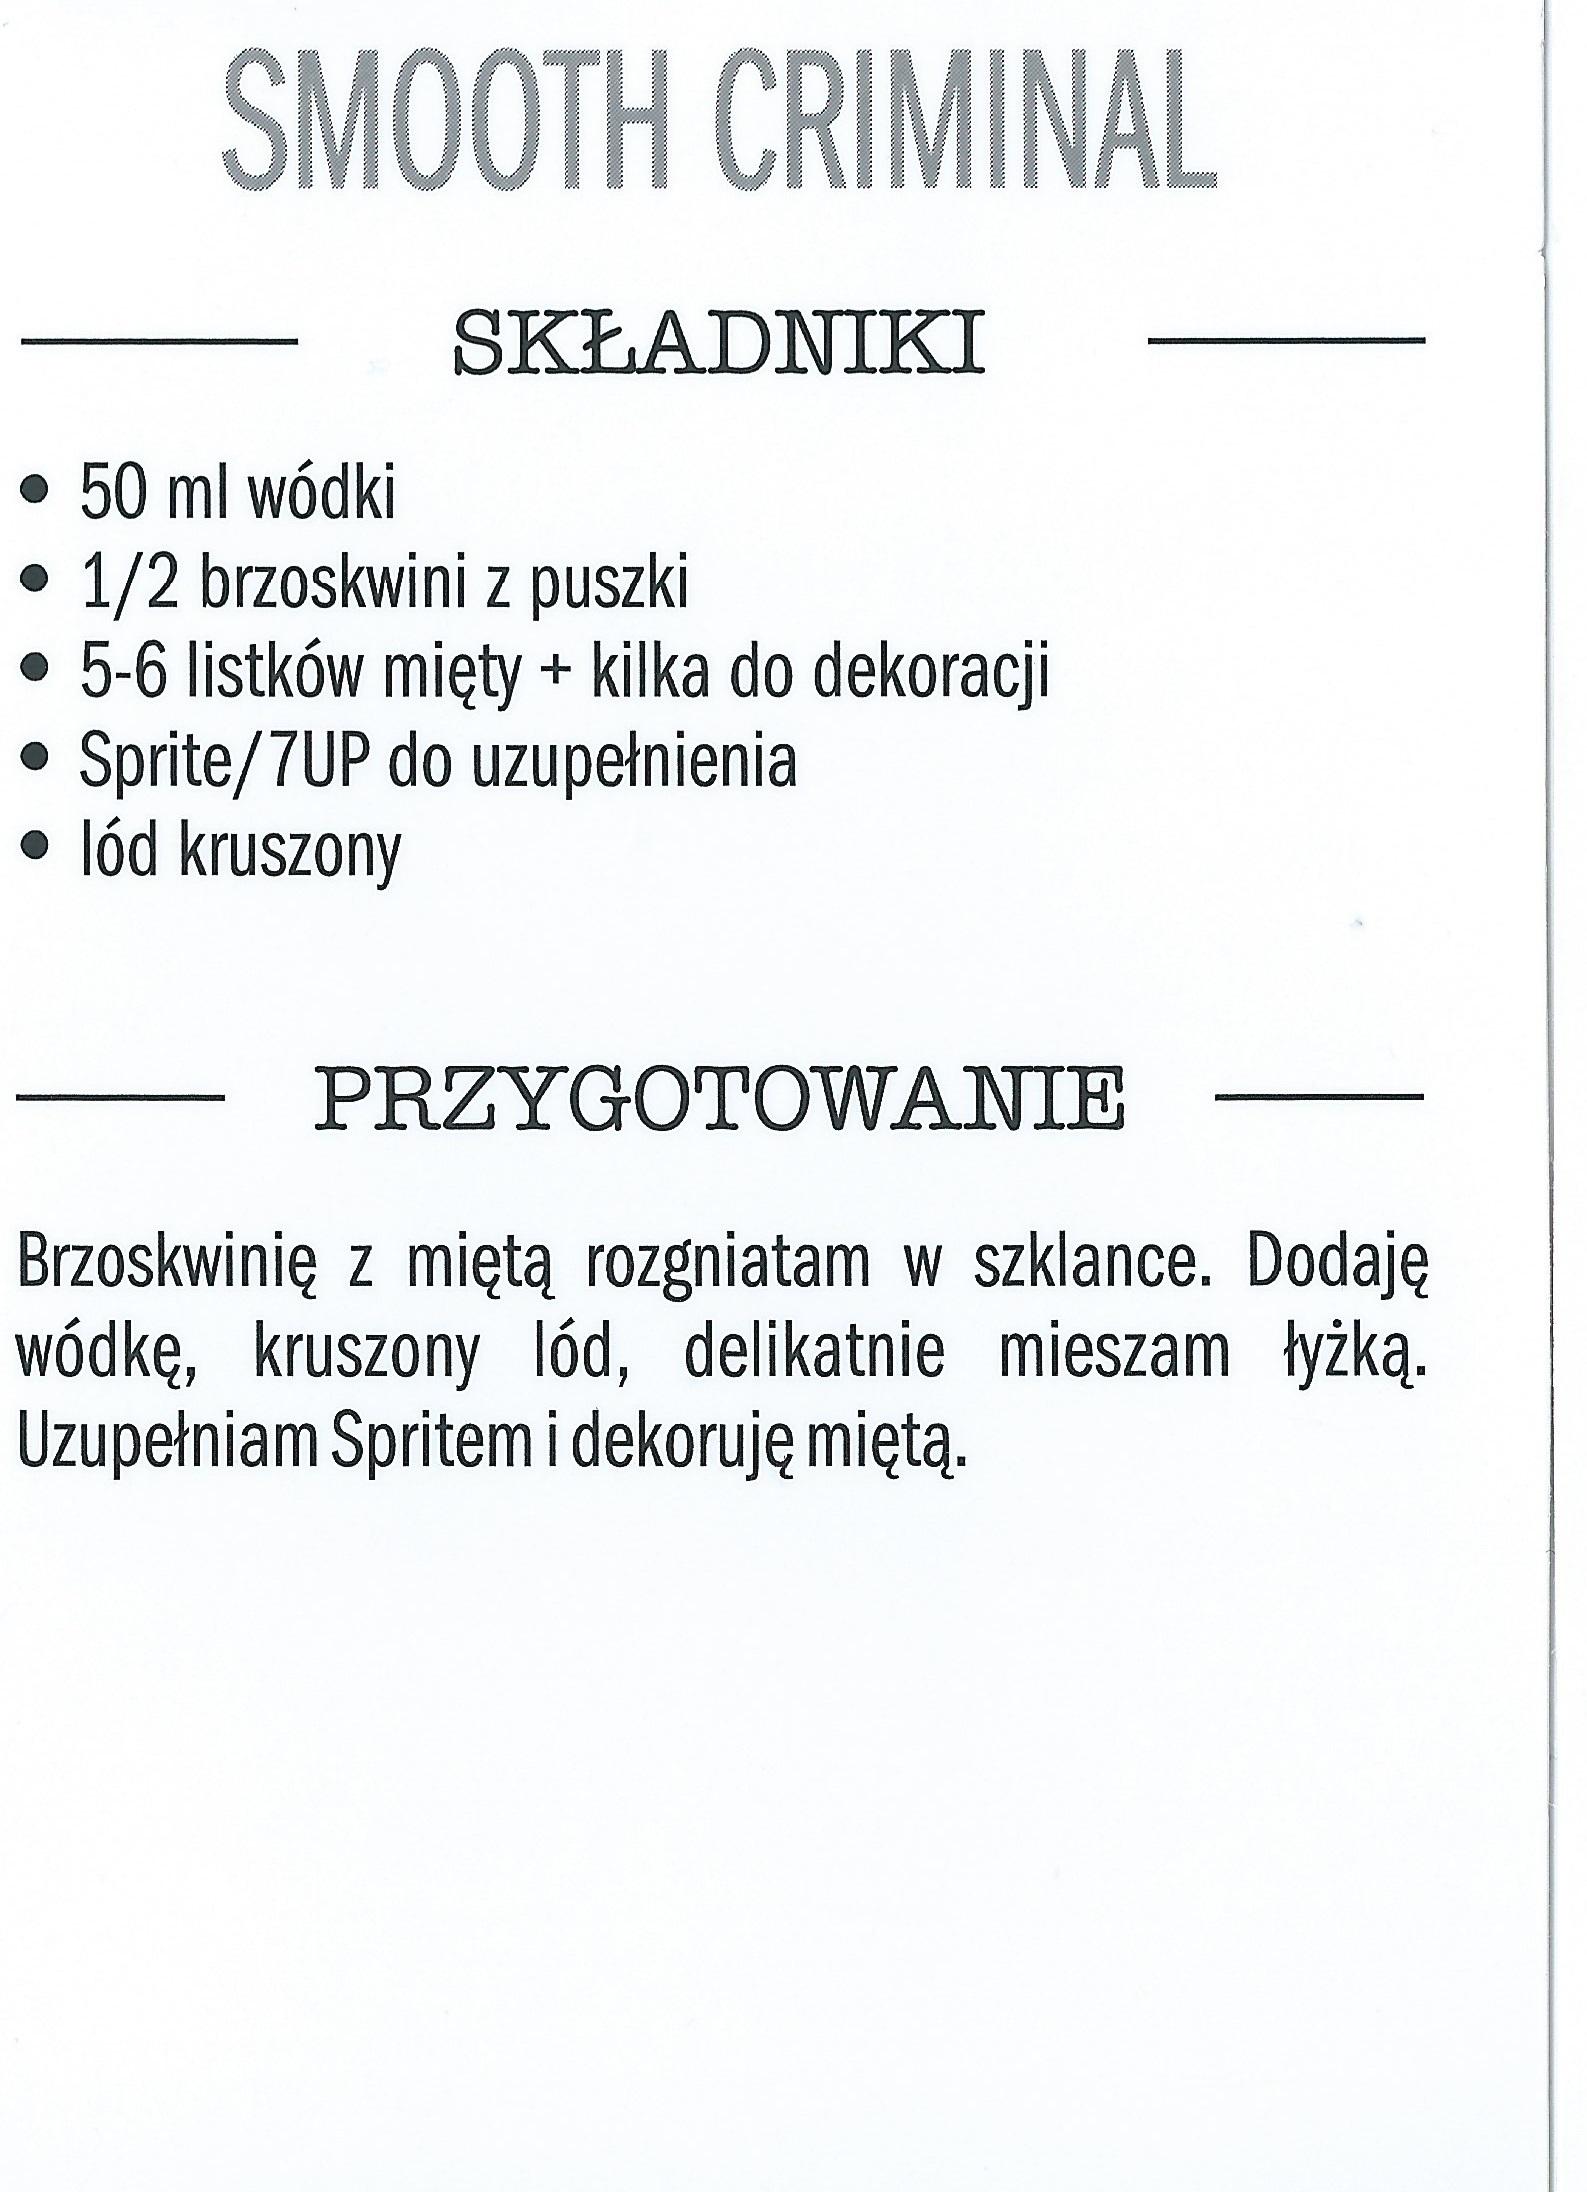 SMOOTH CRIMINAL
SKŁADNIKI
• 50 ml wódki
• 1/2 brzoskwini z puszki
• 5-6 listków mięty + kilka do dekoracji
• Sprite/7UP do uzupełnienia
• lód kruszony
PRZYGOTOWANIE
Brzoskwinię z miętą rozgniatam w szklance. Dodaję
wódkę, kruszony lód, delikatnie mieszam łyżką.
Uzupełniam Spritem i dekoruję miętą.